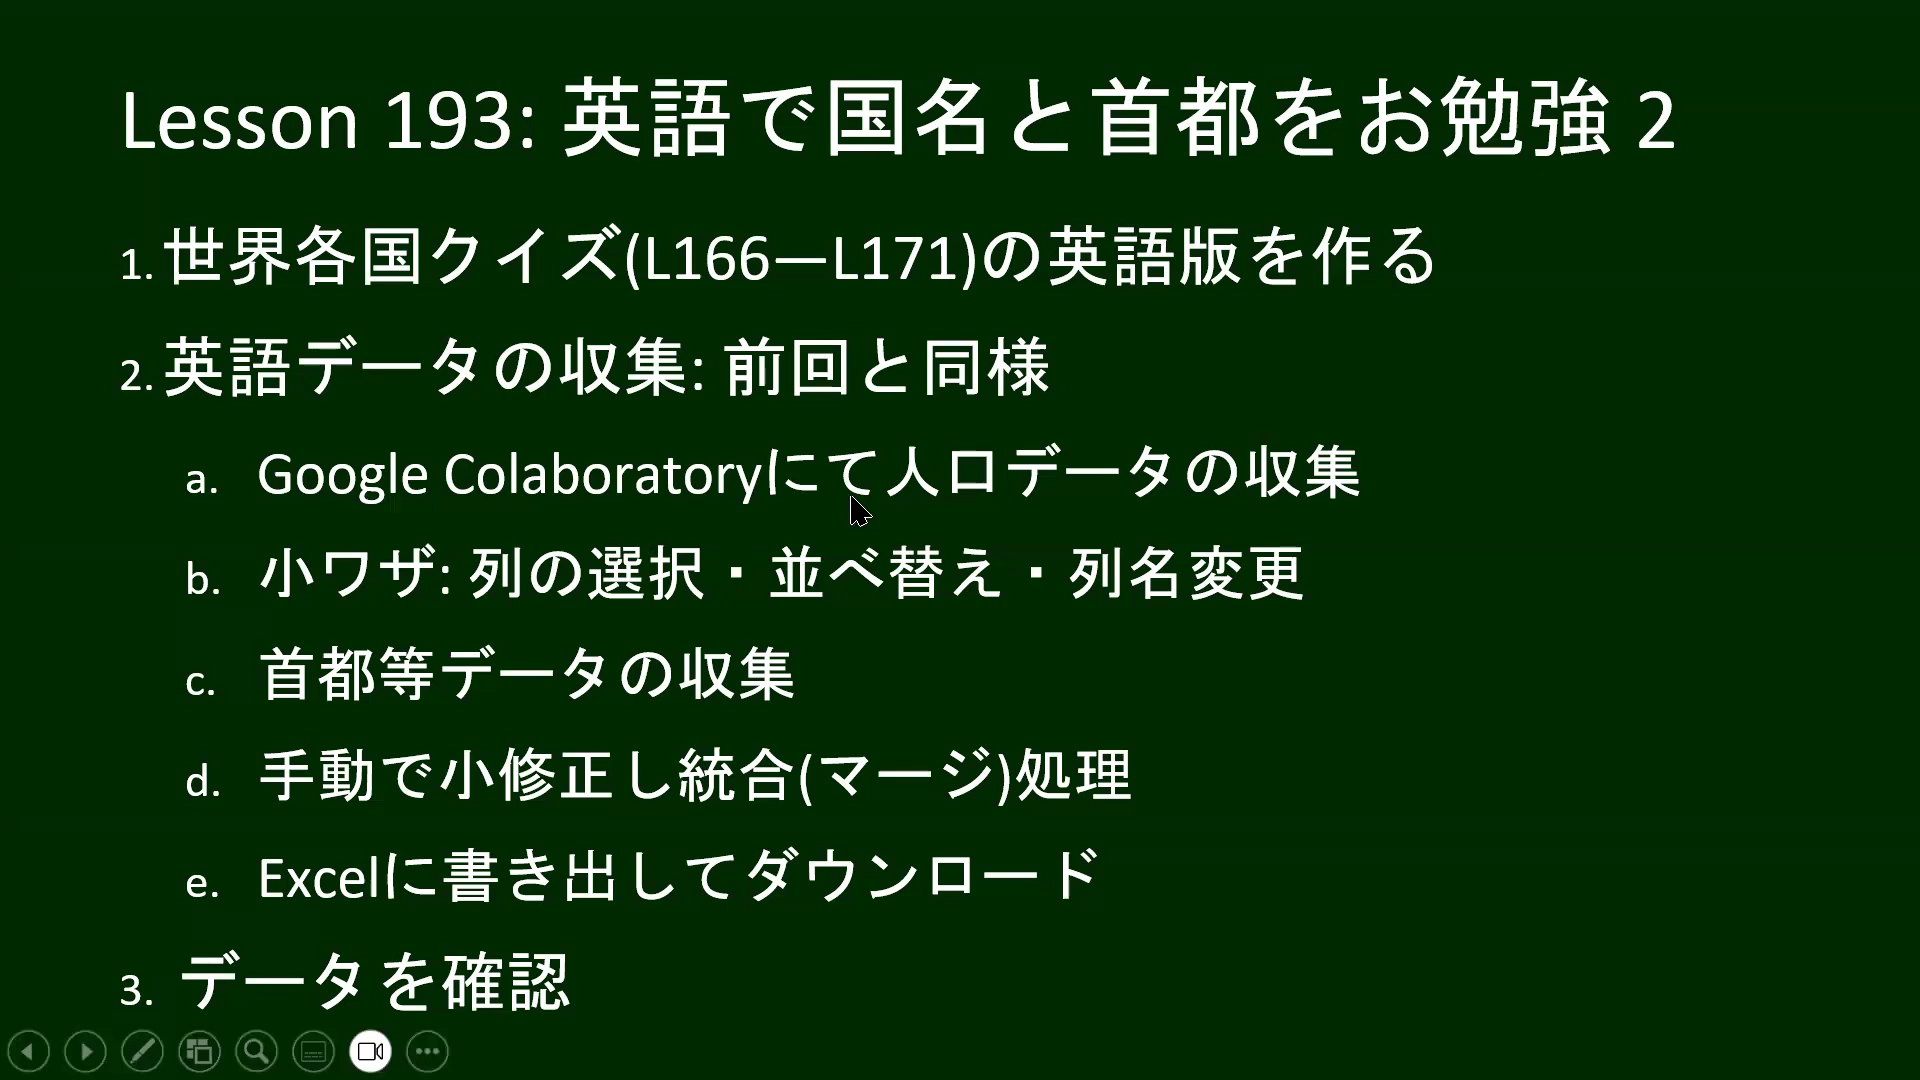 Lesson 193: 英語で国名と首都をお勉強 2
1. 世界各国クイズ(L166—L171)の英語版を作る
2. 英語データの収集: 前回と同様
a. Google Colaboratoryにて人口データの収集
b. 小ワザ: 列の選択・並べ替え・列名変更
c. 首都等データの収集
d. 手動で小修正し統合(マージ)処理
e. Excelに書き出してダウンロード
3. データを確認